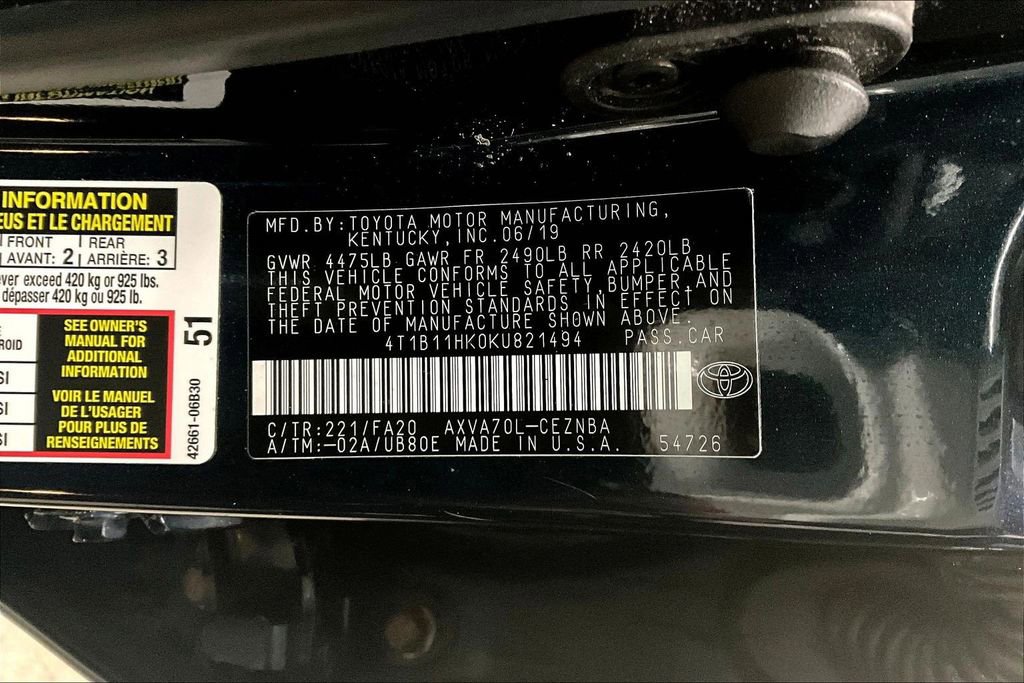 INFORMATION
EUS ET LE CHARGEMENT
FRONT
AVANT: 2
REAR
ARRIÈRE: 3
ver exceed 420 kg or 925 lbs.
dépasser 420 kg ou 925 lb.
SEE OWNER'S
MANUAL FOR
ADDITIONAL
INFORMATION
VOIR LE MANUEL
DE L'USAGER
POUR PLUS DE
RENSEIGNEMENTS
E
ROID
SI
SI
SI
51
42661-06B30
MFD.BY:TOYOTA MOTOR MANUFACTURING,
KENTUCKY,INC.06/19
GVWR 4475LB GAWR FR 2490LB RR 2420LB
THIS VEHICLE CONFORMS TO ALL APPLICABLE
FEDERAL MOTOR VEHICLE SAFETY,BUMPER,AND
THEFT PREVENTION STANDARDS IN EFFECT ON
THE DATE OF MANUFACTURE SHOWN ABOVE.
4T1B11HK0KU821494 PASS.CAR
C/TR:221/FA20 AXVA70L-CEZNBA
A/TM:-02A/UB80E MADE IN U.S.A. 54726